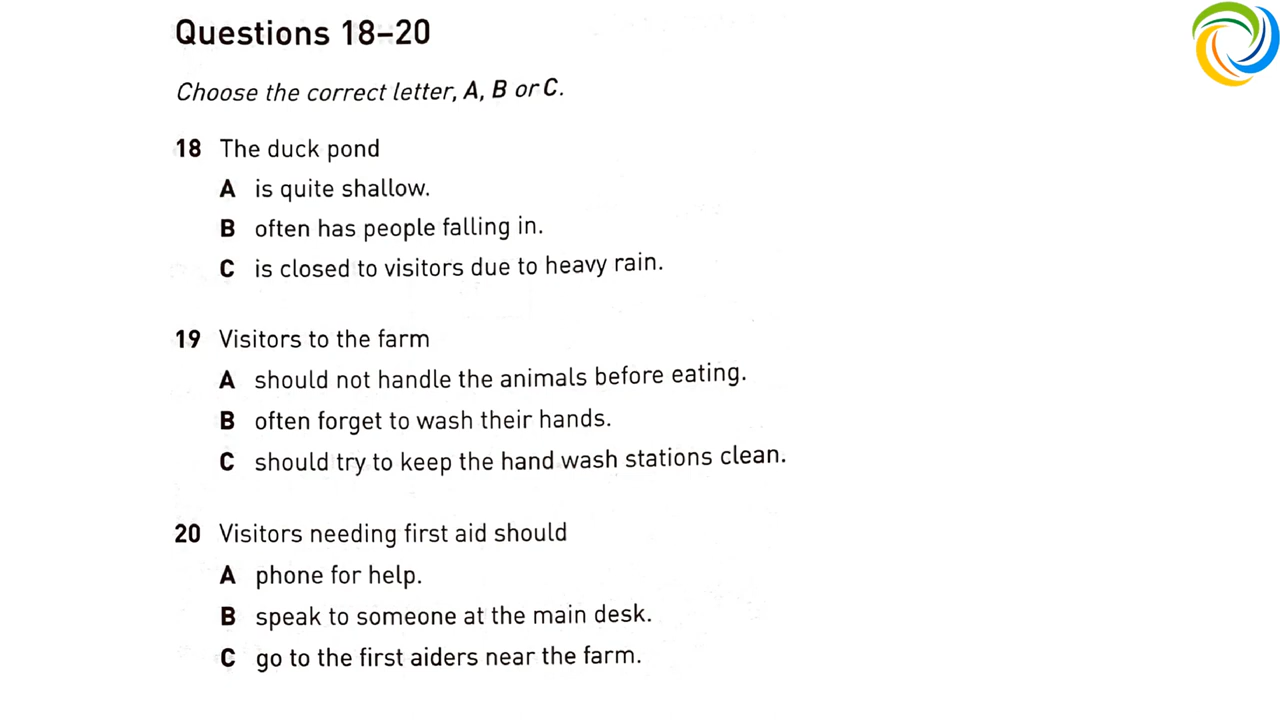 Questions 18–20
Choose the correct letter, A, B or C.
18 The duck pond
A is quite shallow.
B often has people falling in.
C is closed to visitors due to heavy rain.
19 Visitors to the farm
A should not handle the animals before eating.
B often forget to wash their hands.
C should try to keep the hand wash stations clean.
20 Visitors needing first aid should
A phone for help.
B speak to someone at the main desk.
C go to the first aiders near the farm.